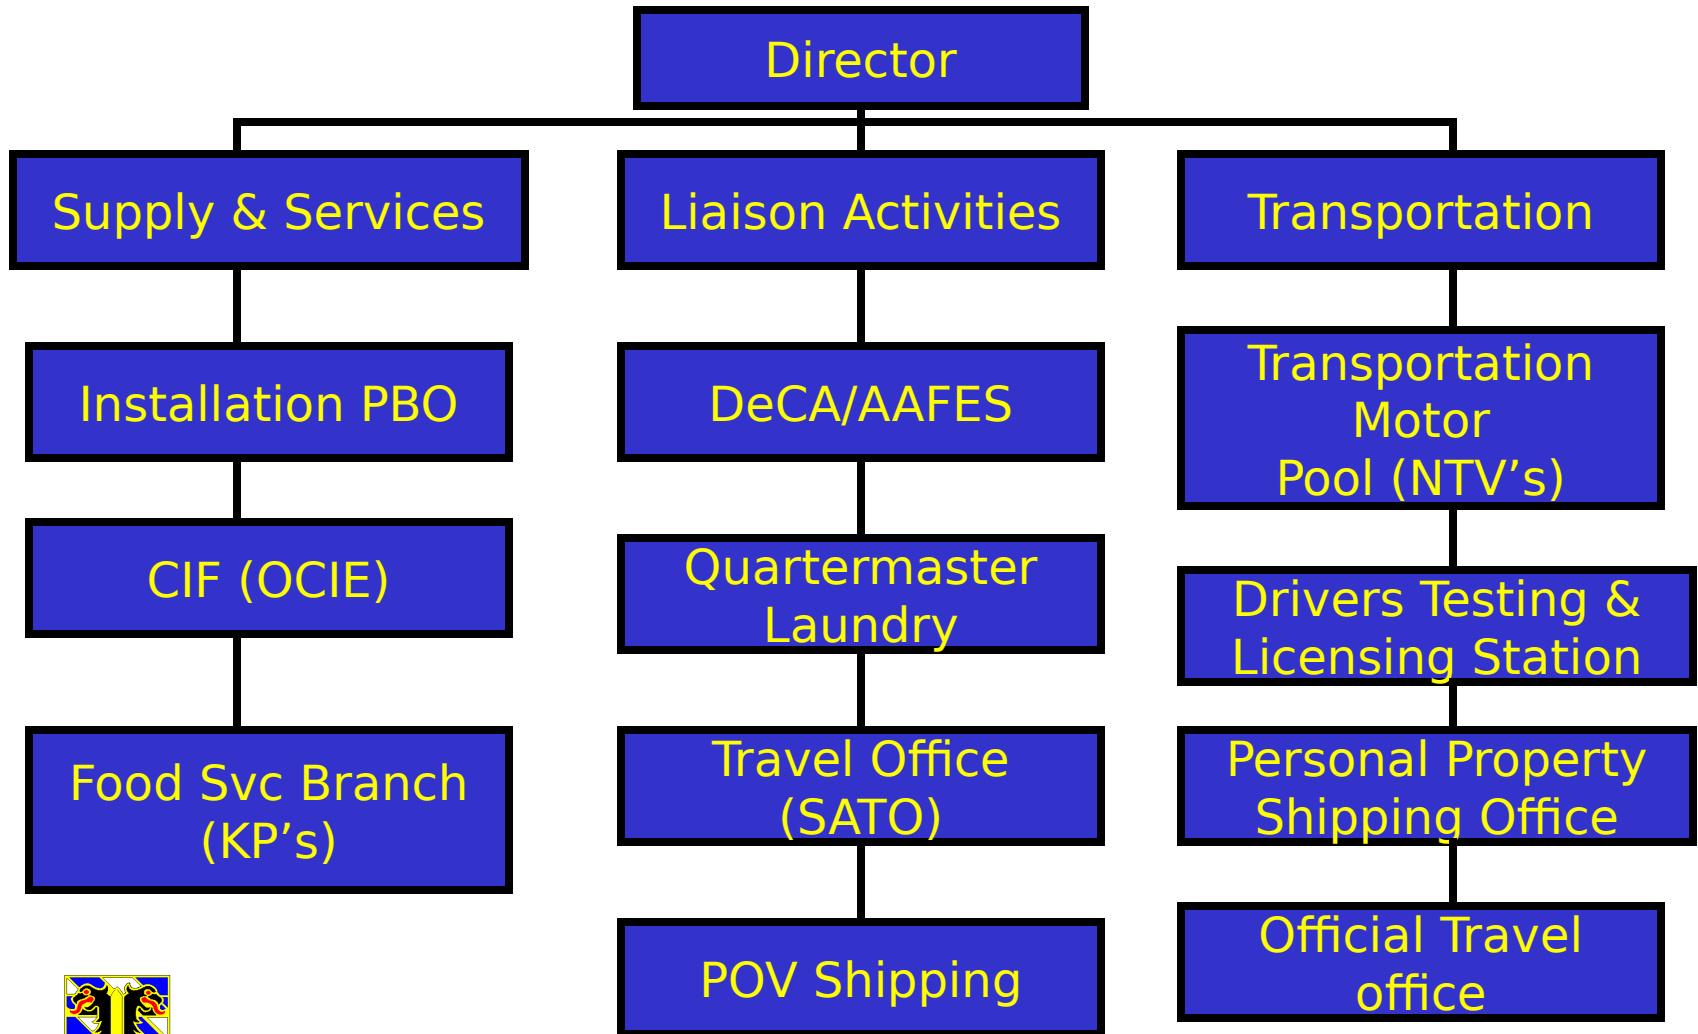 Director
Supply & Services
Liaison Activities
Transportation
Installation PBO
DeCA/AAFES
Transportation
Motor
Pool (NTV’s)
CIF (OCIE)
Quartermaster
Laundry
Drivers Testing &
Licensing Station
Food Svc Branch
(KP’s)
Travel Office
(SATO)
Personal Property
Shipping Office
POV Shipping
Official Travel
office